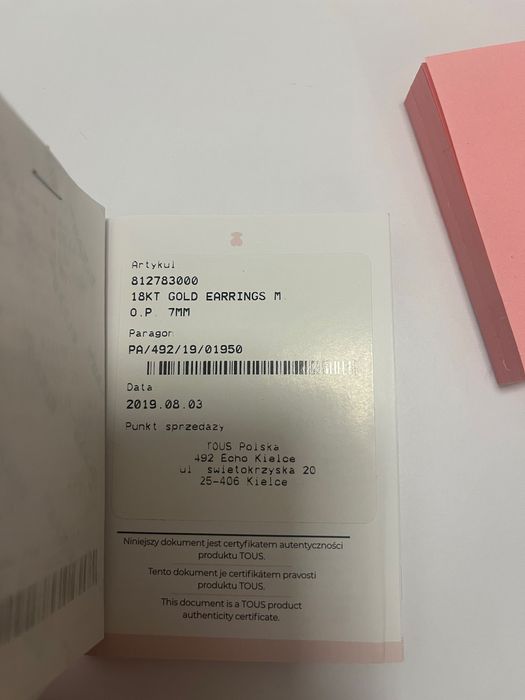 Artykuł
812783000
18KT GOLD EARRINGS M.
O.P. 7MM
Paragon
PA/492/19/01950
Data
2019.08.03
Punkt sprzedaży
TOUS Polska
492 Echo Kielce
ul swietokrzyska 20
25-406 Kielce
Niniejszy dokument jest certyfikatem autentyczności
produktu TOUS.
Tento dokument je certifikátem pravosti
produktu TOUS.
This document is a TOUS product
authenticity certificate.